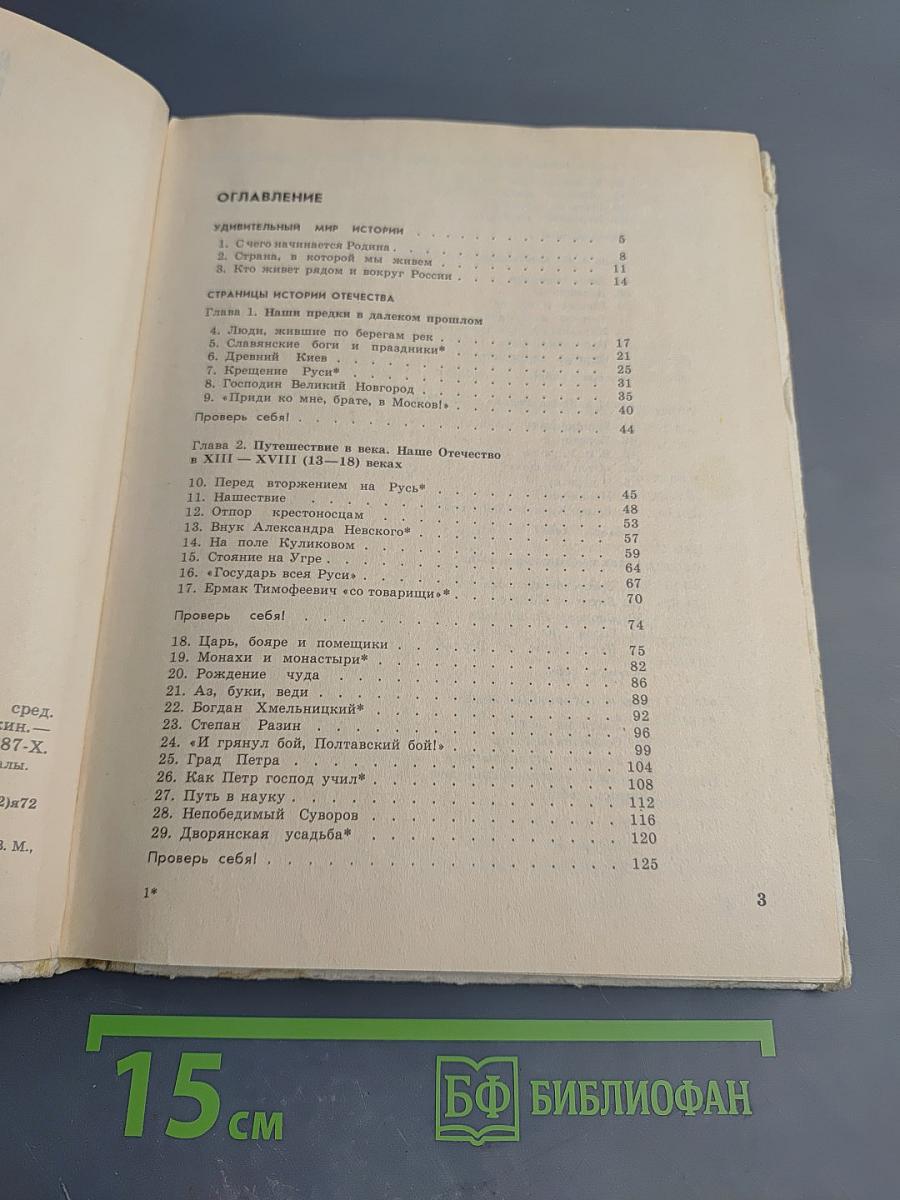 сред.
кин.—
87-Х.
алы.
2)я72
В. М.,
ОГЛАВЛЕНИЕ
УДИВИТЕЛЬНЫЙ МИР ИСТОРИИ . . . . . . . . . . . 5
1. С чего начинается Родина . . . . . . . . . . . 8
2. Страна, в которой мы живем . . . . . . . . . . . 11
3. Кто живет рядом и вокруг России . . . . . . . . . . . 14
СТРАНИЦЫ ИСТОРИИ ОТЕЧЕСТВА
Глава 1. Наши предки в далеком прошлом
4. Люди, жившие по берегам рек . . . . . . . . . . . 17
5. Славянские боги и праздники* . . . . . . . . . . . 21
6. Древний Киев . . . . . . . . . . . 25
7. Крещение Руси* . . . . . . . . . . . 31
8. Господин Великий Новгород . . . . . . . . . . . 35
9. «Приди ко мне, брате, в Москов!» . . . . . . . . . . . 40
Проверь себя! . . . . . . . . . . . 44
Глава 2. Путешествие в века. Наше Отечество
в XIII — XVIII (13—18) веках
10. Перед вторжением на Русь* . . . . . . . . . . . 45
11. Нашествие . . . . . . . . . . . 48
12. Отпор крестоносцам . . . . . . . . . . . 53
13. Внук Александра Невского* . . . . . . . . . . . 57
14. На поле Куликовом . . . . . . . . . . . 59
15. Стояние на Угре . . . . . . . . . . . 64
16. «Государь всея Руси» . . . . . . . . . . . 67
17. Ермак Тимофеевич «со товарищи»* . . . . . . . . . . . 70
Проверь себя! . . . . . . . . . . . 74
18. Царь, бояре и помещики . . . . . . . . . . . 75
19. Монахи и монастыри* . . . . . . . . . . . 82
20. Рождение чуда . . . . . . . . . . . 86
21. Аз, буки, веди . . . . . . . . . . . 89
22. Богдан Хмельницкий* . . . . . . . . . . . 92
23. Степан Разин . . . . . . . . . . . 96
24. «И грянул бой, Полтавский бой!» . . . . . . . . . . . 99
25. Град Петра . . . . . . . . . . . 104
26. Как Петр господ учил* . . . . . . . . . . . 108
27. Путь в науку . . . . . . . . . . . 112
28. Непобедимый Суворов . . . . . . . . . . . 116
29. Дворянская усадьба* . . . . . . . . . . . 120
Проверь себя! . . . . . . . . . . . 125
1*
3
15 см
БФ БИБЛИОФАН